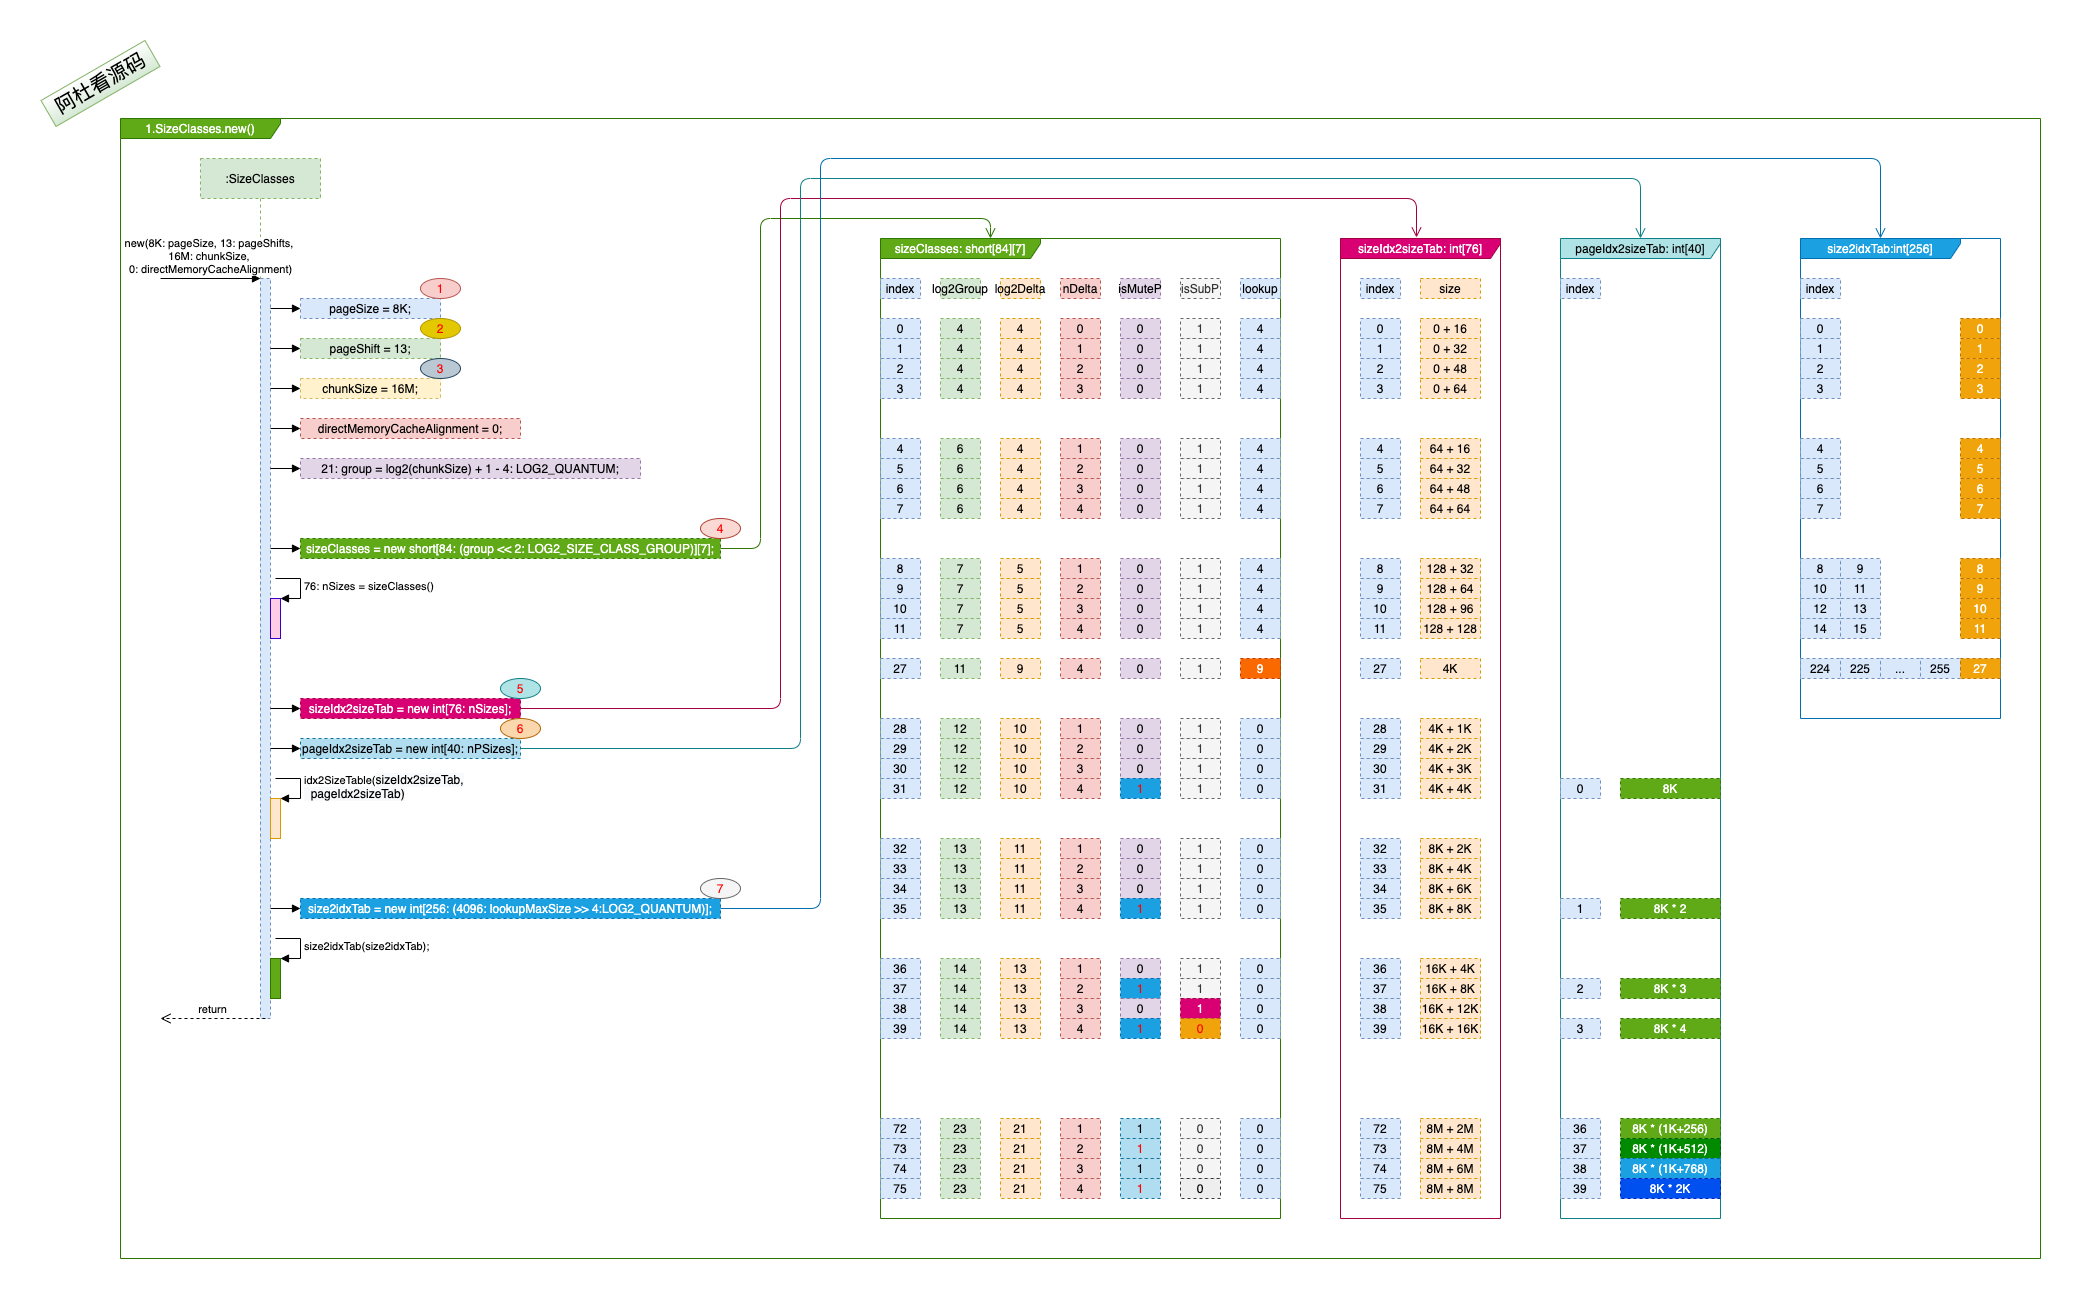 阿杜看源码
1.SizeClasses.new()
:SizeClasses
new(8K: pageSize, 13: pageShifts,
16M: chunkSize,
0: directMemoryCacheAlignment)
1
pageSize = 8K;
2
pageShift = 13;
3
chunkSize = 16M;
directMemoryCacheAlignment = 0;
21: group = log2(chunkSize) + 1 - 4: LOG2_QUANTUM;
4
sizeClasses = new short[84: (group << 2: LOG2_SIZE_CLASS_GROUP)][7];
76: nSizes = sizeClasses()
5
sizeIdx2sizeTab = new int[76: nSizes];
6
pageIdx2sizeTab = new int[40: nPSizes];
idx2SizeTable(sizeIdx2sizeTab,
pageIdx2sizeTab)
7
size2idxTab = new int[256: (4096: lookupMaxSize >> 4:LOG2_QUANTUM)];
size2idxTab(size2idxTab);
return
sizeClasses: short[84][7]
index log2Group log2Delta nDelta isMuteP isSubP lookup
0 4 4 0 0 1 4
1 4 4 1 0 1 4
2 4 4 2 0 1 4
3 4 4 3 0 1 4
4 6 4 1 0 1 4
5 6 4 2 0 1 4
6 6 4 3 0 1 4
7 6 4 4 0 1 4
8 7 5 1 0 1 4
9 7 5 2 0 1 4
10 7 5 3 0 1 4
11 7 5 4 0 1 4
27 11 9 4 0 1 9
28 12 10 1 0 1 0
29 12 10 2 0 1 0
30 12 10 3 0 1 0
31 12 10 4 1 1 0
32 13 11 1 0 1 0
33 13 11 2 0 1 0
34 13 11 3 0 1 0
35 13 11 4 1 1 0
36 14 13 1 0 1 0
37 14 13 2 1 1 0
38 14 13 3 0 1 0
39 14 13 4 1 0 0
72 23 21 1 1 0 0
73 23 21 2 1 0 0
74 23 21 3 1 0 0
75 23 21 4 1 0 0
sizeIdx2sizeTab: int[76]
index size
0 0 + 16
1 0 + 32
2 0 + 48
3 0 + 64
4 64 + 16
5 64 + 32
6 64 + 48
7 64 + 64
8 128 + 32
9 128 + 64
10 128 + 96
11 128 + 128
27 4K
28 4K + 1K
29 4K + 2K
30 4K + 3K
31 4K + 4K
32 8K + 2K
33 8K + 4K
34 8K + 6K
35 8K + 8K
36 16K + 4K
37 16K + 8K
38 16K + 12K
39 16K + 16K
72 8M + 2M
73 8M + 4M
74 8M + 6M
75 8M + 8M
pageIdx2sizeTab: int[40]
index
0 8K
1 8K * 2
2 8K * 3
3 8K * 4
36 8K * (1K+256)
37 8K * (1K+512)
38 8K * (1K+768)
39 8K * 2K
size2idxTab:int[256]
index
0 0
1 1
2 2
3 3
4 4
5 5
6 6
7 7
8 9 8
10 11 9
12 13 10
14 15 11
224 225 ... 255 27